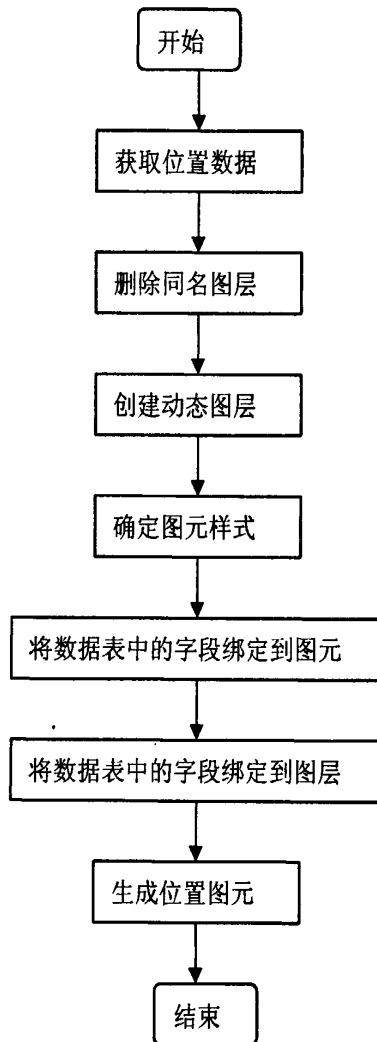 开始
获取位置数据
删除同名图层
创建动态图层
确定图元样式
将数据表中的字段绑定到图元
将数据表中的字段绑定到图层
生成位置图元
结束